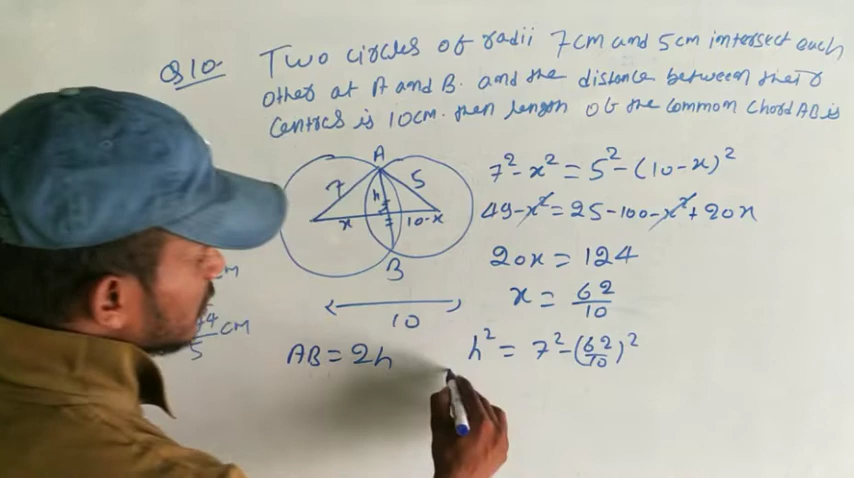 Q10. Two circles of radii 7cm and 5cm intersect each
other at A and B. and the distance between their
centres is 10cm. then length of the common chord AB is
A
7
5
h
x
10-x
B
10
7² - x² = 5² - (10 - x)²
49 - x² = 25 - 100 - x² + 20x
20x = 124
x = 62/10
AB = 2h
h² = 7² - (62/10)²
cm
5 cm